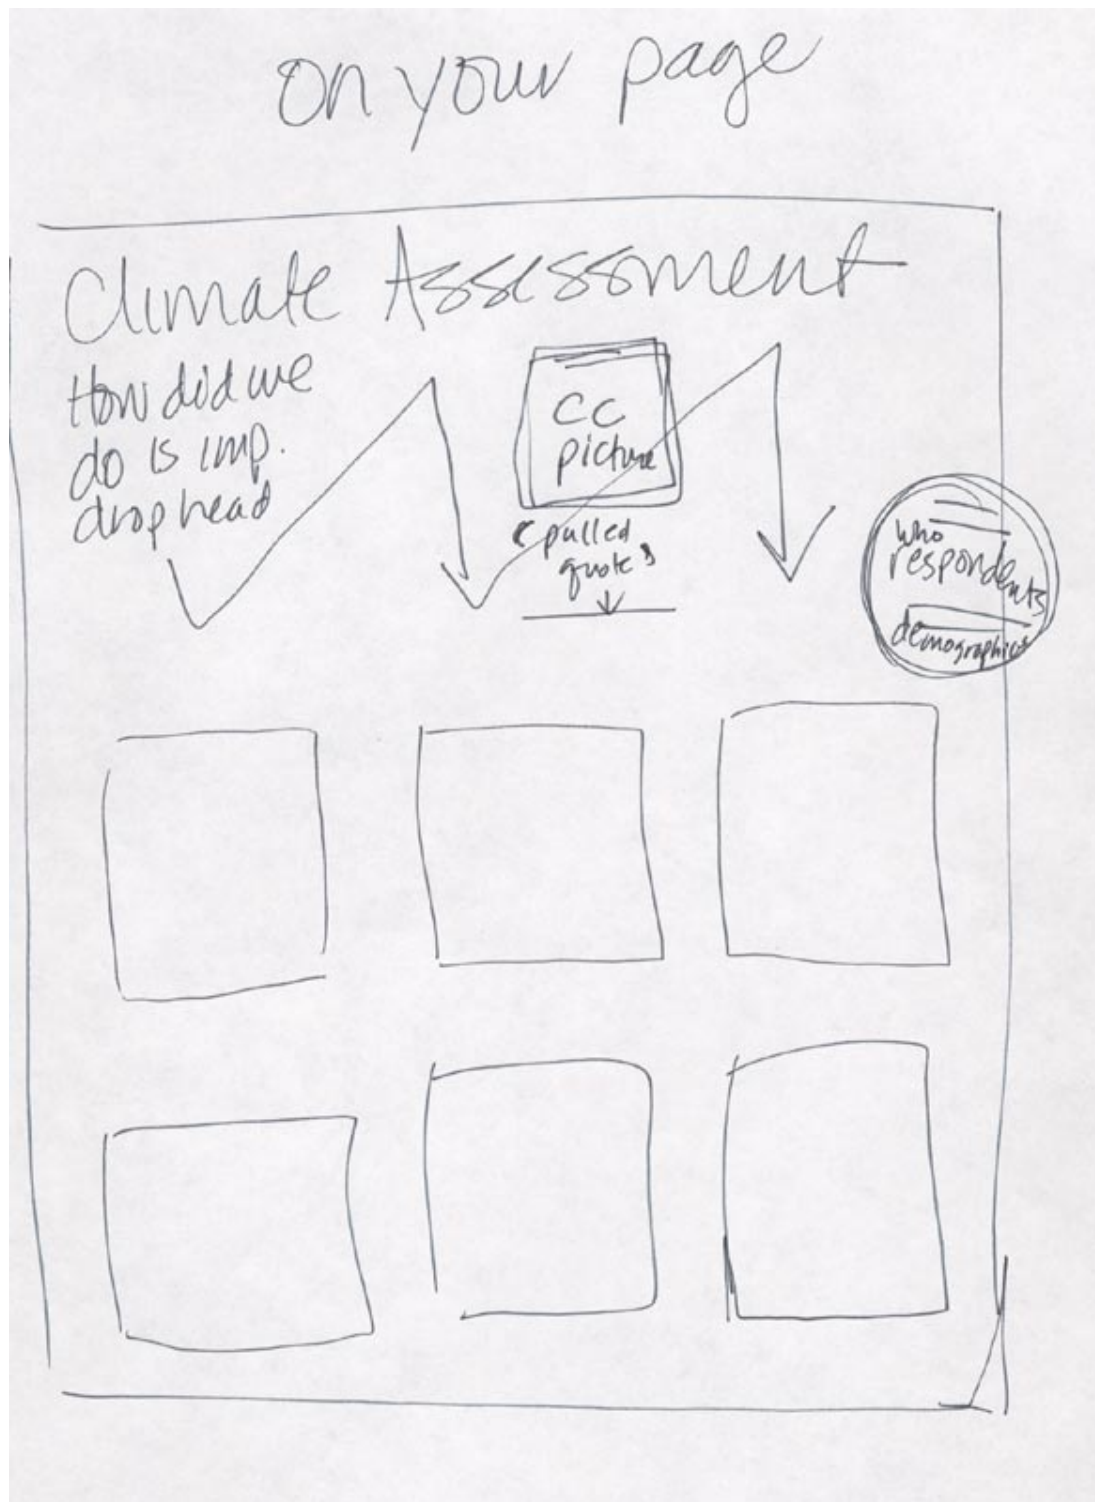 on your page
Climate Assessment
How did we
do is imp.
drop head
CC
picture
pulled
quote
who
respondents
demographics